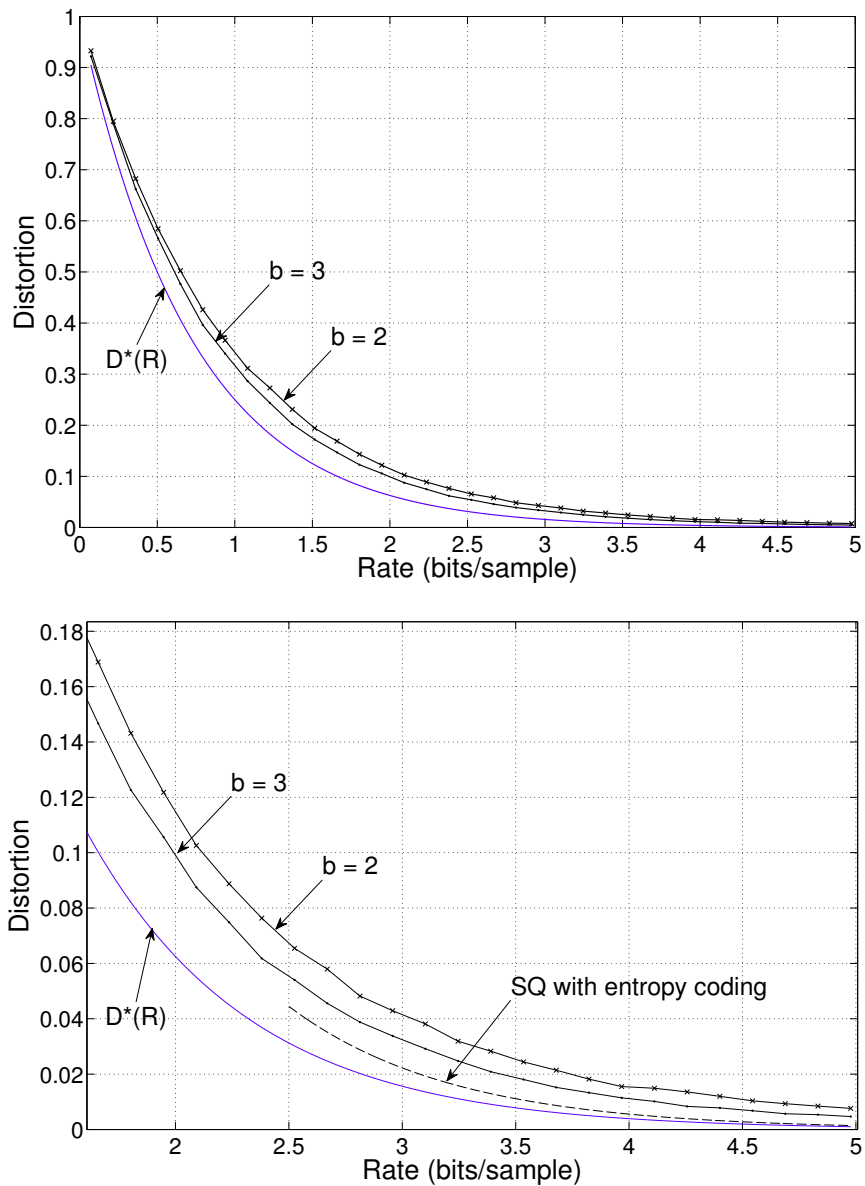 1
0.9
0.8
0.7
0.6
0.5
0.4
0.3
0.2
0.1
0
Distortion
b = 3
b = 2
D*(R)
0 0.5 1 1.5 2 2.5 3 3.5 4 4.5 5
Rate (bits/sample)
0.18
0.16
0.14
0.12
0.1
0.08
0.06
0.04
0.02
0
Distortion
b = 3
b = 2
SQ with entropy coding
D*(R)
2 2.5 3 3.5 4 4.5 5
Rate (bits/sample)